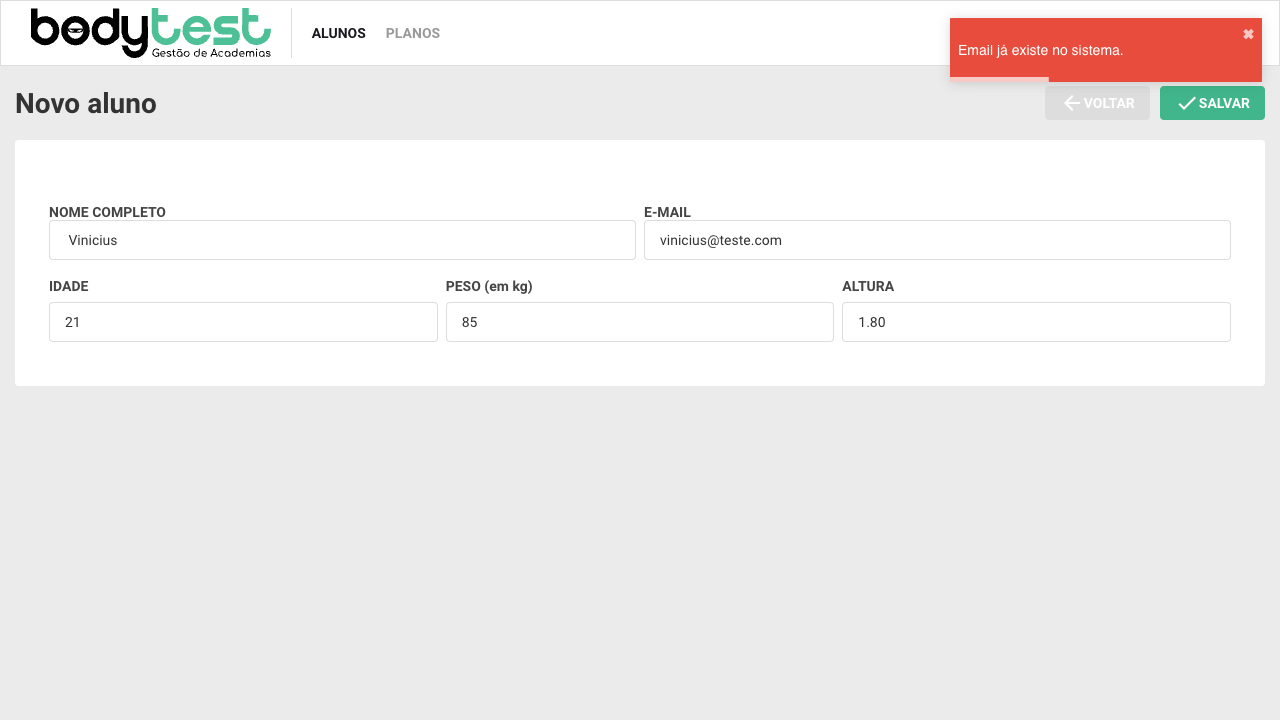 bodytest
Gestão de Academias
ALUNOS
PLANOS
Email já existe no sistema.
Novo aluno
VOLTAR
SALVAR
NOME COMPLETO
E-MAIL
Vinicius
vinicius@teste.com
IDADE
PESO (em kg)
ALTURA
21
85
1.80